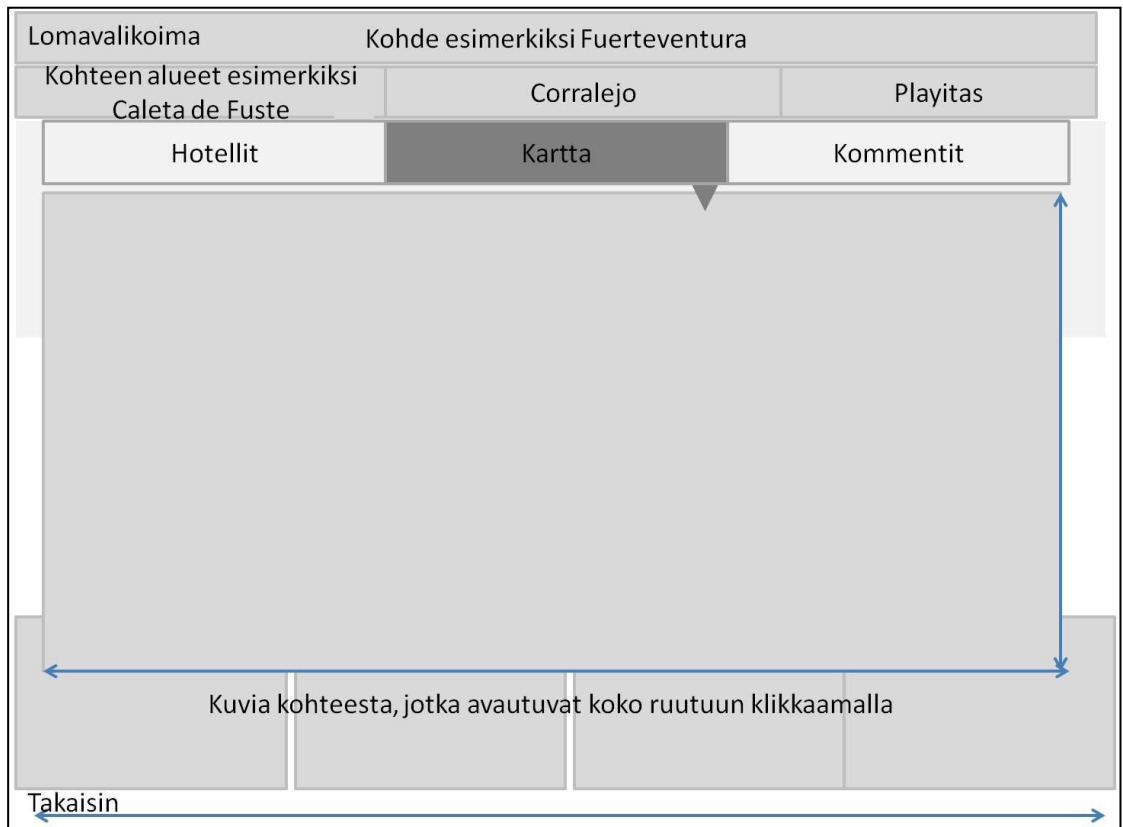 Lomavalikoima
Kohde esimerkiksi Fuerteventura
Kohteen alueet esimerkiksi
Caleta de Fuste
Corralejo
Playitas
Hotellit
Kartta
Kommentit
Kuvia kohteesta, jotka avautuvat koko ruutuun klikkaamalla
Takaisin